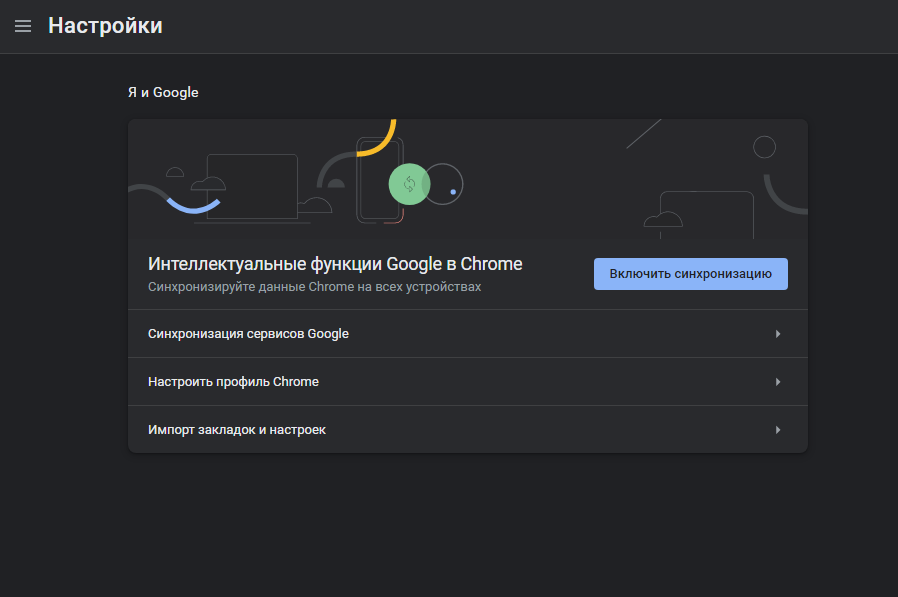 Настройки
Я и Google
Интеллектуальные функции Google в Chrome
Синхронизируйте данные Chrome на всех устройствах
Включить синхронизацию
Синхронизация сервисов Google
Настроить профиль Chrome
Импорт закладок и настроек